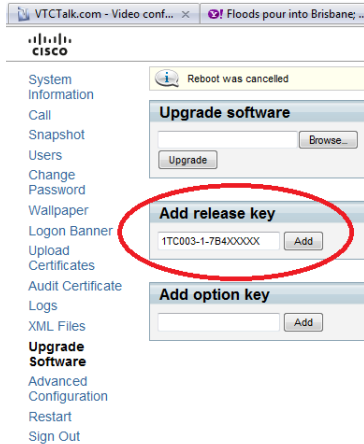 VTCTalk.com - Video conf...
Floods pour into Brisbane; ...
cisco
System
Information
Call
Snapshot
Users
Change
Password
Wallpaper
Logon Banner
Upload
Certificates
Audit Certificate
Logs
XML Files
Upgrade
Software
Advanced
Configuration
Restart
Sign Out
Reboot was cancelled
Upgrade software
Browse...
Upgrade
Add release key
1TC003-1-7B4XXXXX
Add
Add option key
Add